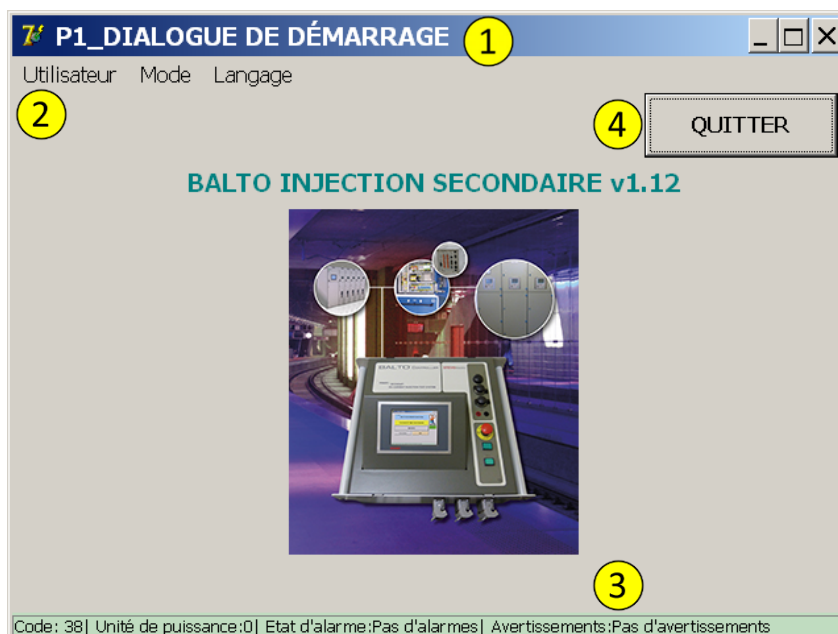 P1_DIALOGUE DE DÉMARRAGE
1
Utilisateur Mode Langage
2
4
QUITTER
BALTO INJECTION SECONDAIRE v1.12
BALTO
3
Code: 38| Unité de puissance:0| Etat d'alarme:Pas d'alarmes| Avertissements:Pas d'avertissements